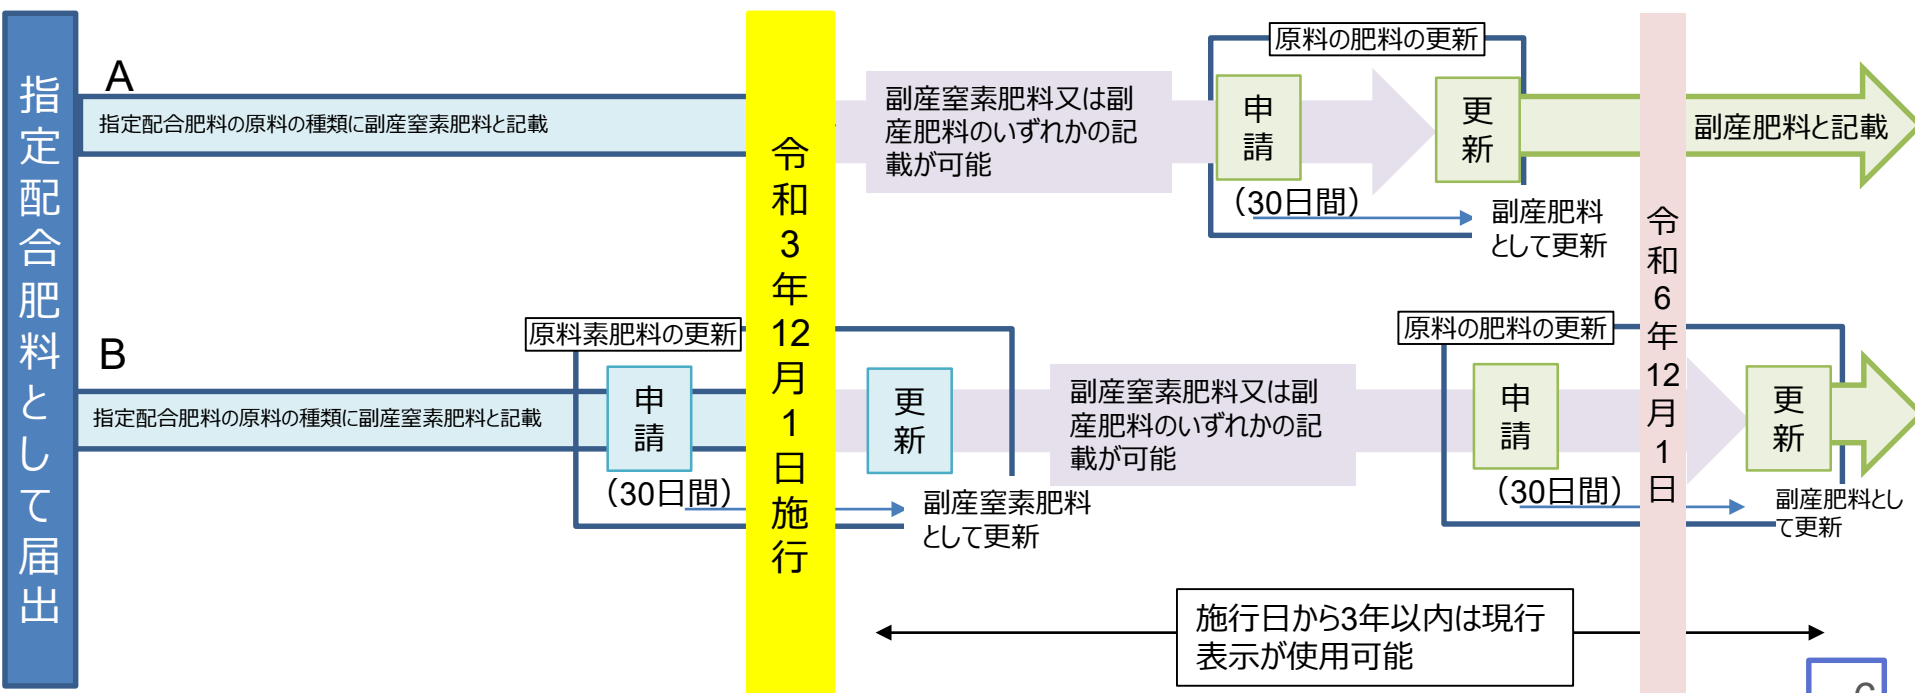 指定配合肥料として届出
A
指定配合肥料の原料の種類に副産窒素肥料と記載
令和3年12月1日施行
副産窒素肥料又は副
産肥料のいずれかの記
載が可能
原料の肥料の更新
申請
更新
（30日間）
副産肥料
として更新
副産肥料と記載
令和6年12月1日
B
指定配合肥料の原料の種類に副産窒素肥料と記載
原料素肥料の更新
申請
更新
（30日間）
副産窒素肥料
として更新
副産窒素肥料又は副
産肥料のいずれかの記
載が可能
原料の肥料の更新
申請
更新
（30日間）
副産肥料とし
て更新
施行日から3年以内は現行
表示が使用可能